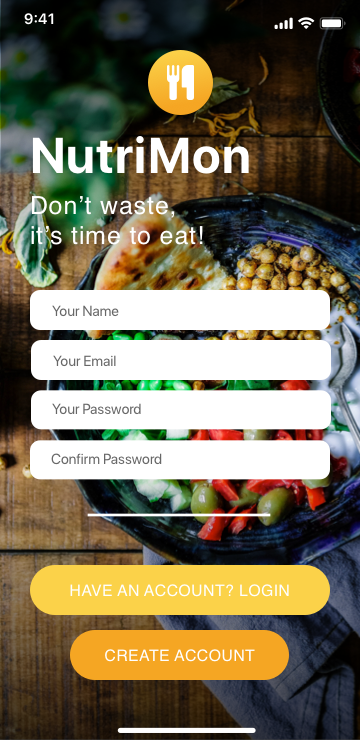 9:41
NutriMon
Don't waste,
it's time to eat!
Your Name
Your Email
Your Password
Confirm Password
HAVE AN ACCOUNT? LOGIN
CREATE ACCOUNT